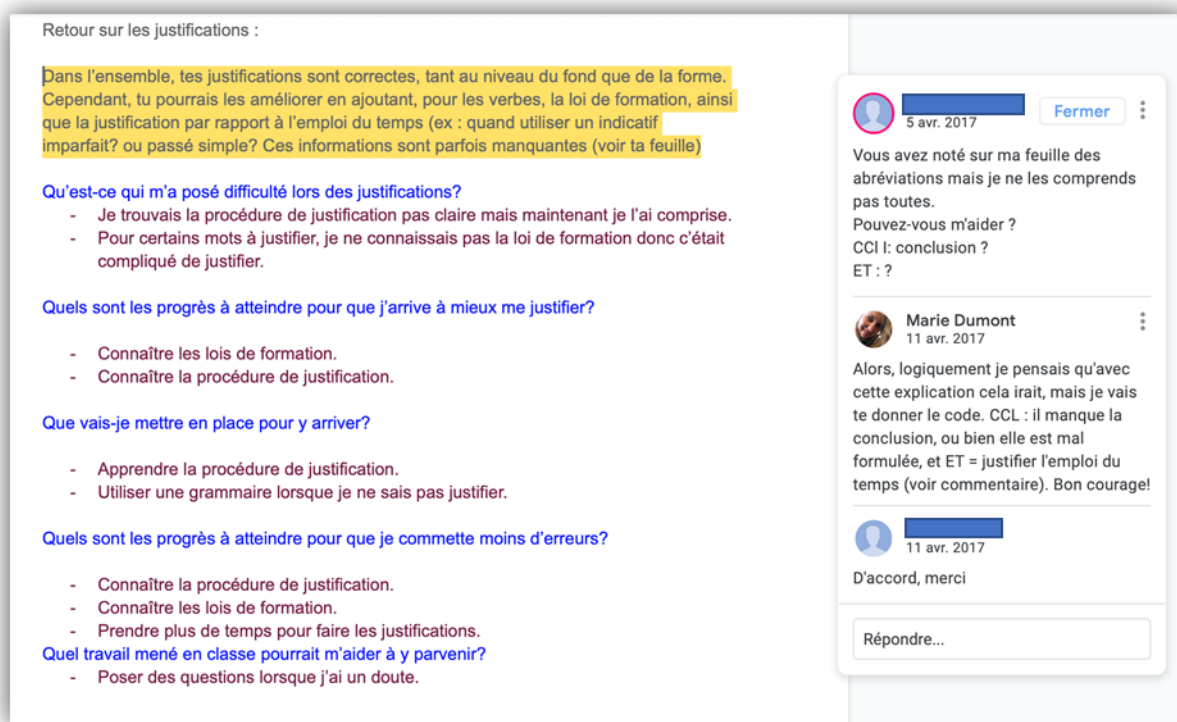 Retour sur les justifications :
Dans l'ensemble, tes justifications sont correctes, tant au niveau du fond que de la forme.
Cependant, tu pourrais les améliorer en ajoutant, pour les verbes, la loi de formation, ainsi
que la justification par rapport à l'emploi du temps (ex : quand utiliser un indicatif
imparfait? ou passé simple? Ces informations sont parfois manquantes (voir ta feuille)
Qu'est-ce qui m'a posé difficulté lors des justifications?
- Je trouvais la procédure de justification pas claire mais maintenant je l'ai comprise.
- Pour certains mots à justifier, je ne connaissais pas la loi de formation donc c'était
compliqué de justifier.
Quels sont les progrès à atteindre pour que j'arrive à mieux me justifier?
- Connaître les lois de formation.
- Connaître la procédure de justification.
Que vais-je mettre en place pour y arriver?
- Apprendre la procédure de justification.
- Utiliser une grammaire lorsque je ne sais pas justifier.
Quels sont les progrès à atteindre pour que je commette moins d'erreurs?
- Connaître la procédure de justification.
- Connaître les lois de formation.
- Prendre plus de temps pour faire les justifications.
Quel travail mené en classe pourrait m'aider à y parvenir?
- Poser des questions lorsque j'ai un doute.
5 avr. 2017
Fermer
Vous avez noté sur ma feuille des
abréviations mais je ne les comprends
pas toutes.
Pouvez-vous m'aider ?
CCl I: conclusion ?
ET : ?
Marie Dumont
11 avr. 2017
Alors, logiquement je pensais qu'avec
cette explication cela irait, mais je vais
te donner le code. CCL : il manque la
conclusion, ou bien elle est mal
formulée, et ET = justifier l'emploi du
temps (voir commentaire). Bon courage!
11 avr. 2017
D'accord, merci
Répondre...